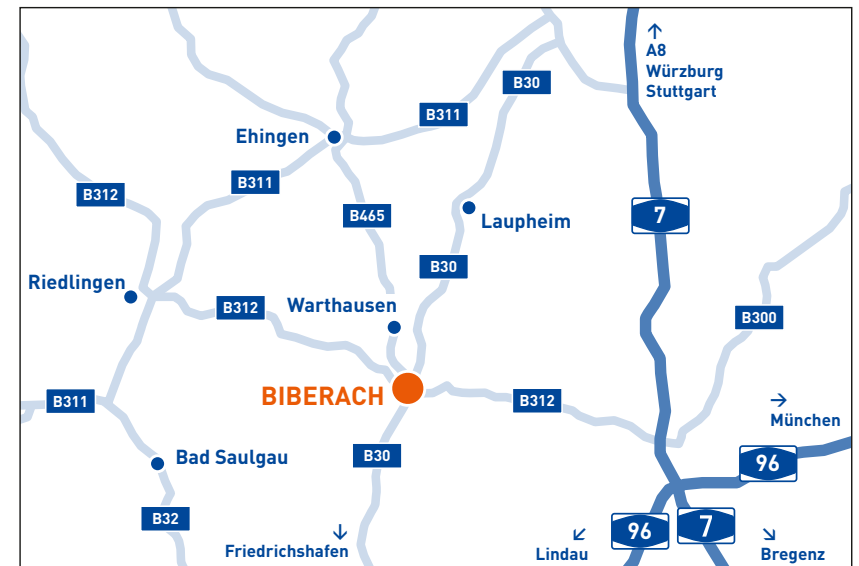 ↑
A8
Würzburg
Stuttgart
B30
B311
Ehingen
B311
B312
B465
7
Laupheim
B30
Riedlingen
B312
Warthausen
B300
BIBERACH
B311
B312
→
München
B30
Bad Saulgau
96
B32
↓
Friedrichshafen
↙
Lindau
96
7
↘
Bregenz